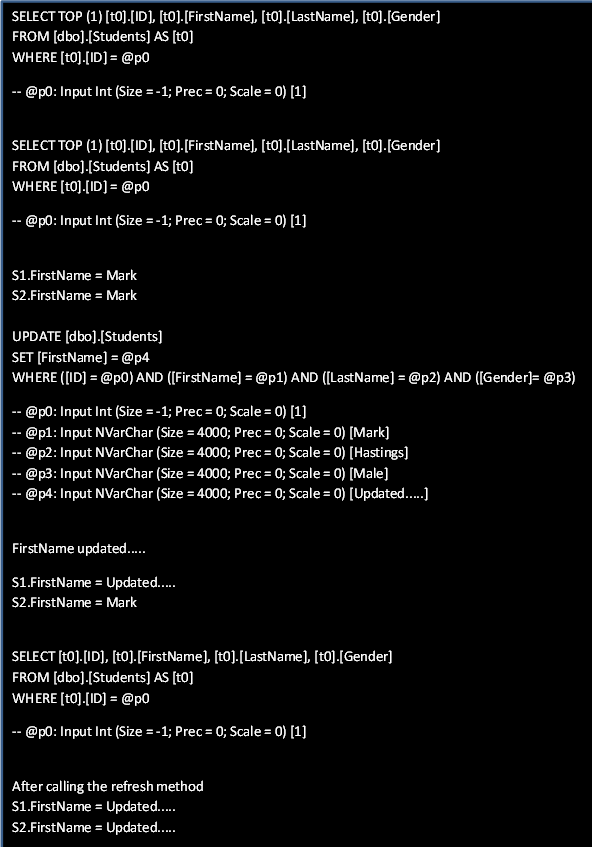 SELECT TOP (1) [t0].[ID], [t0].[FirstName], [t0].[LastName], [t0].[Gender]
FROM [dbo].[Students] AS [t0]
WHERE [t0].[ID] = @p0
-- @p0: Input Int (Size = -1; Prec = 0; Scale = 0) [1]
SELECT TOP (1) [t0].[ID], [t0].[FirstName], [t0].[LastName], [t0].[Gender]
FROM [dbo].[Students] AS [t0]
WHERE [t0].[ID] = @p0
-- @p0: Input Int (Size = -1; Prec = 0; Scale = 0) [1]
S1.FirstName = Mark
S2.FirstName = Mark
UPDATE [dbo].[Students]
SET [FirstName] = @p4
WHERE ([ID] = @p0) AND ([FirstName] = @p1) AND ([LastName] = @p2) AND ([Gender]= @p3)
-- @p0: Input Int (Size = -1; Prec = 0; Scale = 0) [1]
-- @p1: Input NVarChar (Size = 4000; Prec = 0; Scale = 0) [Mark]
-- @p2: Input NVarChar (Size = 4000; Prec = 0; Scale = 0) [Hastings]
-- @p3: Input NVarChar (Size = 4000; Prec = 0; Scale = 0) [Male]
-- @p4: Input NVarChar (Size = 4000; Prec = 0; Scale = 0) [Updated.....]
FirstName updated.....
S1.FirstName = Updated.....
S2.FirstName = Mark
SELECT [t0].[ID], [t0].[FirstName], [t0].[LastName], [t0].[Gender]
FROM [dbo].[Students] AS [t0]
WHERE [t0].[ID] = @p0
-- @p0: Input Int (Size = -1; Prec = 0; Scale = 0) [1]
After calling the refresh method
S1.FirstName = Updated.....
S2.FirstName = Updated.....